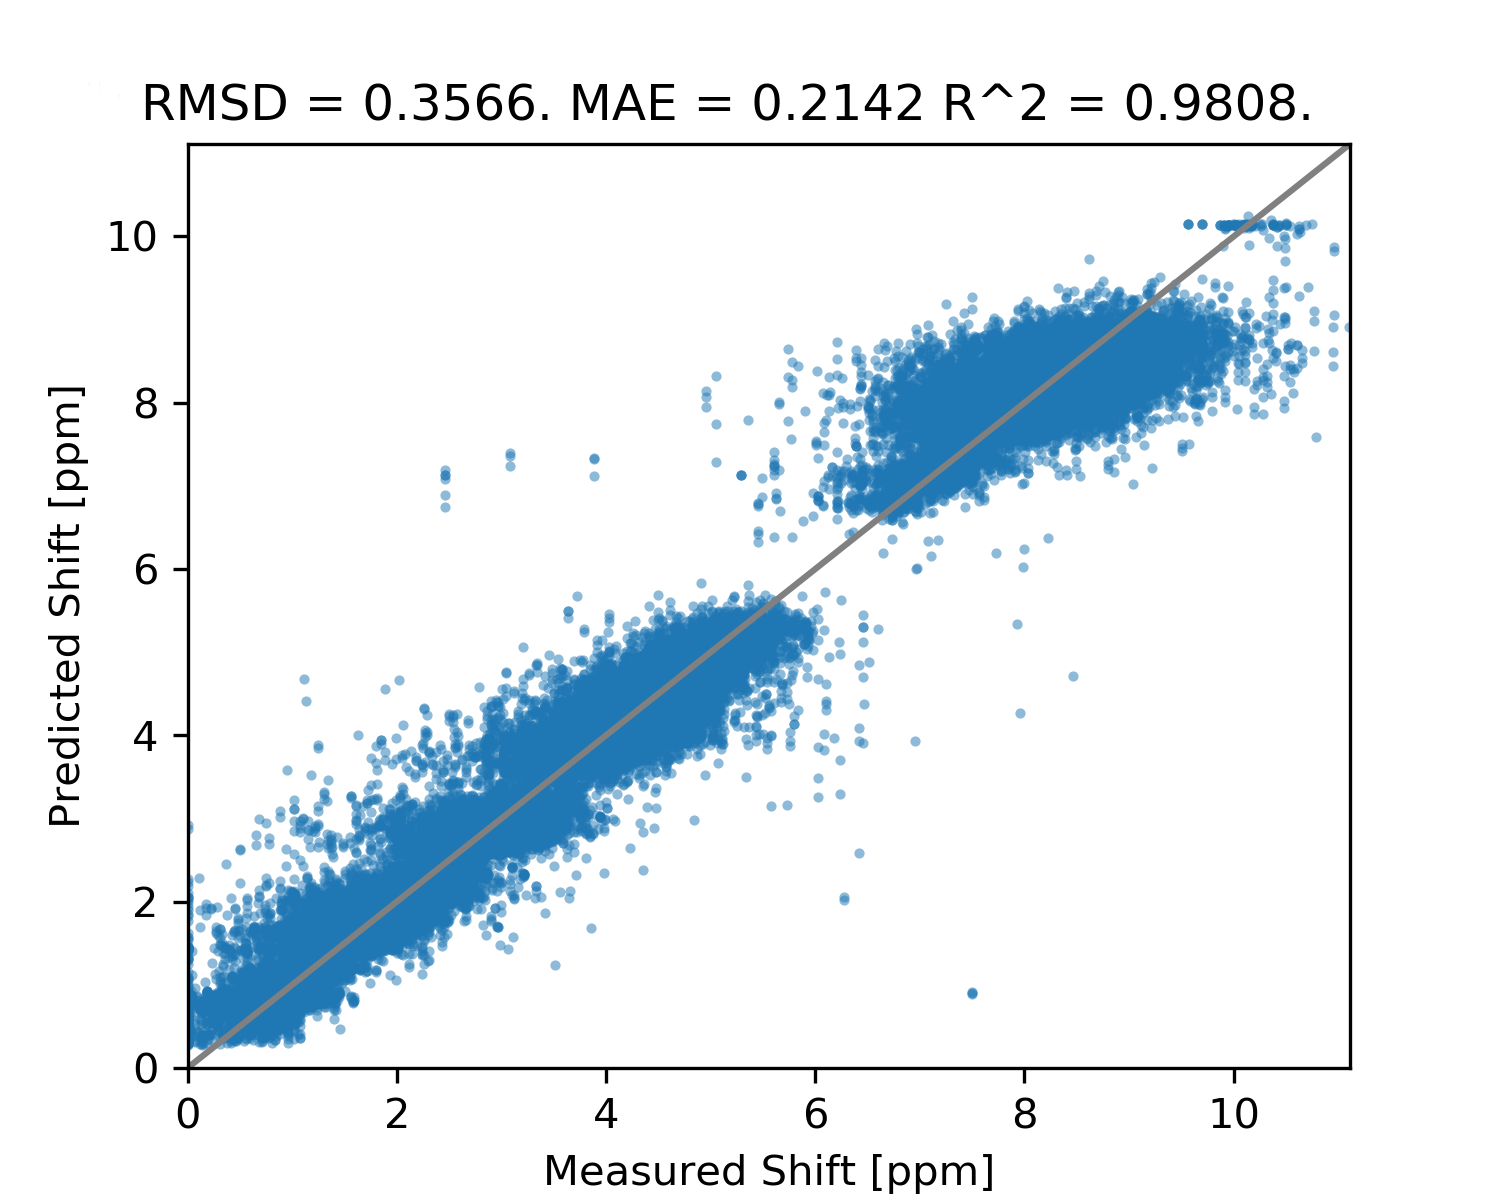 RMSD = 0.3566. MAE = 0.2142 R^2 = 0.9808.
10
8
6
4
2
0
Predicted Shift [ppm]
0 2 4 6 8 10
Measured Shift [ppm]